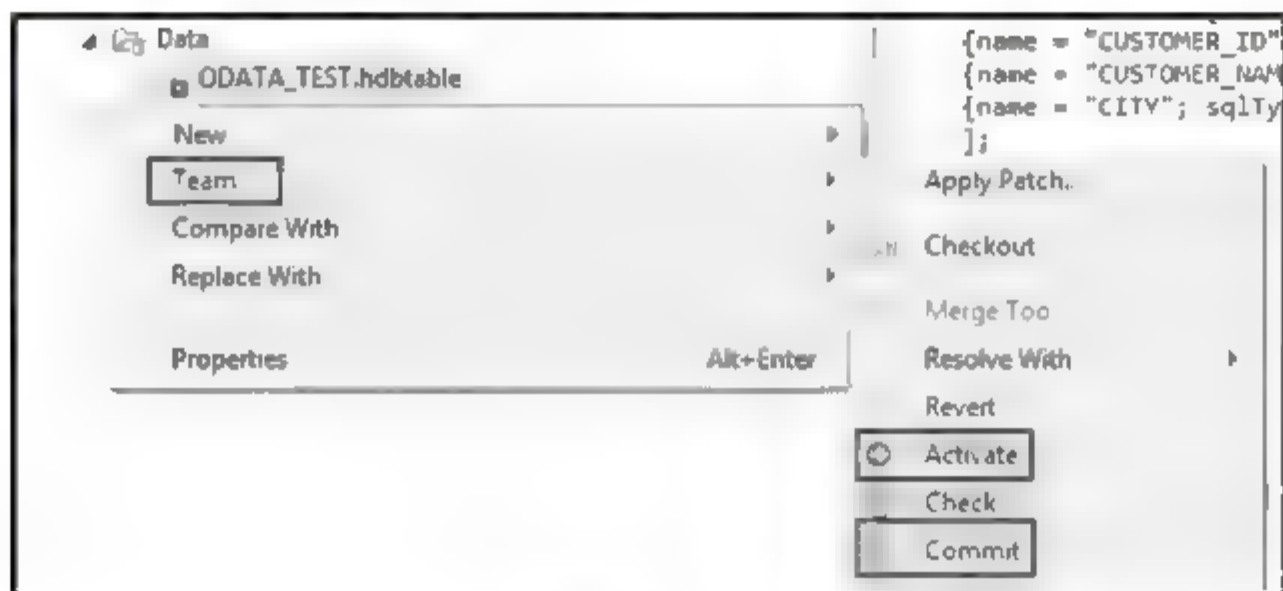 Data
ODATA_TEST.hdbtable
{name = "CUSTOMER_ID"
{name = "CUSTOMER_NAM
{name = "CITY"; sqlTy
];
New
Team
Compare With
Replace With
Properties Alt+Enter
Apply Patch..
Checkout
Merge Too
Resolve With
Revert
Activate
Check
Commit